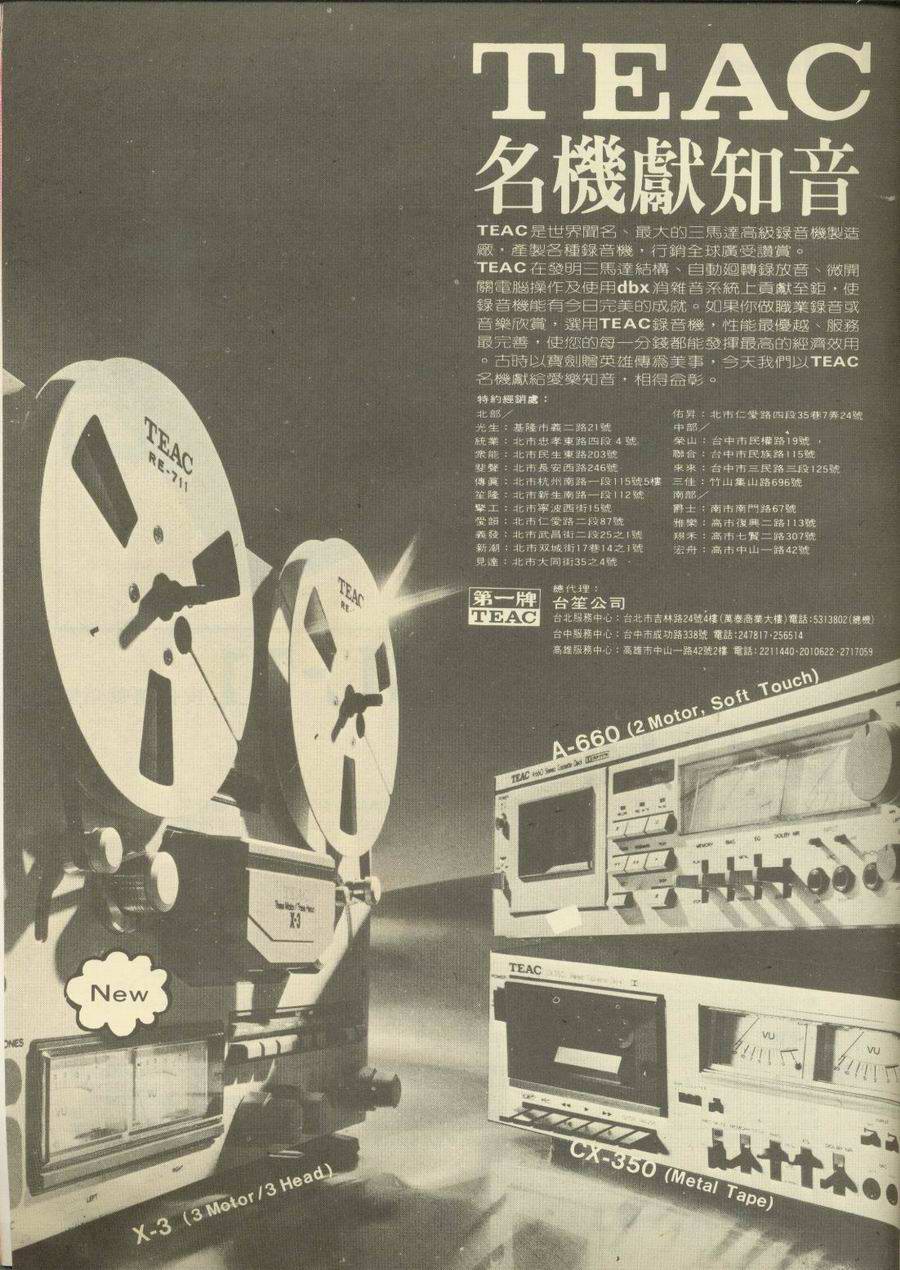 TEAC
名機獻知音
TEAC是世界聞名、最大的三馬達高級錄音機製造
廠，產製各種錄音機，行銷全球廣受讚賞。
TEAC在發明三馬達結構、自動廻轉錄放音、微開
關電腦操作及使用dbx消雜音系統上貢獻至鉅，使
錄音機能有今日完美的成就。如果你做職業錄音或
音樂欣賞，選用TEAC錄音機，性能最優越、服務
最完善，使您的每一分錢都能發揮最高的經濟效用
。古時以寶劍贈英雄傳為美事，今天我們以TEAC
名機獻給愛樂知音，相得益彰。
特約經銷處：
北部／
光生：基隆市義二路21號
統業：北市忠孝東路四段4號
衆能：北市民生東路203號
斐聲：北市長安西路246號
傳眞：北市杭州南路一段115號5樓
笙隆：北市新生南路一段112號
擎工：北市寧波西街15號
愛韻：北市仁愛路二段87號
義發：北市武昌街二段25之1號
新潮：北市双城街17巷14之1號
見達：北市大同街35之4號
佑昇：北市仁愛路四段35巷7弄24號
中部／
榮山：台中市民權路19號
聯合：台中市民族路115號
來來：台中市三民路三段125號
三佳：竹山集山路696號
南部／
爵士：南市南門路67號
雅樂：高市復興二路113號
翔禾：高市七賢二路307號
宏舟：高市中山一路42號
第一牌
TEAC
總代理：
台笙公司
台北服務中心：台北市吉林路24號4樓(萬泰商業大樓)電話：5313802(總機)
台中服務中心：台中市成功路338號 電話：247817·256514
高雄服務中心：高雄市中山一路42號2樓 電話：2211440·2010622·2717059
TEAC
RE-711
TEAC
RE-
A-660 (2 Motor, Soft Touch)
TEAC A-660 Stereo Cassette Deck
MEMORY
EQ
DOLBY NR
TEAC
Three Motor/Three Head
X-3
New
VU
VU
LEFT
RIGHT
X-3 (3 Motor/3 Head)
TEAC
VU
VU
CX-350 (Metal Tape)